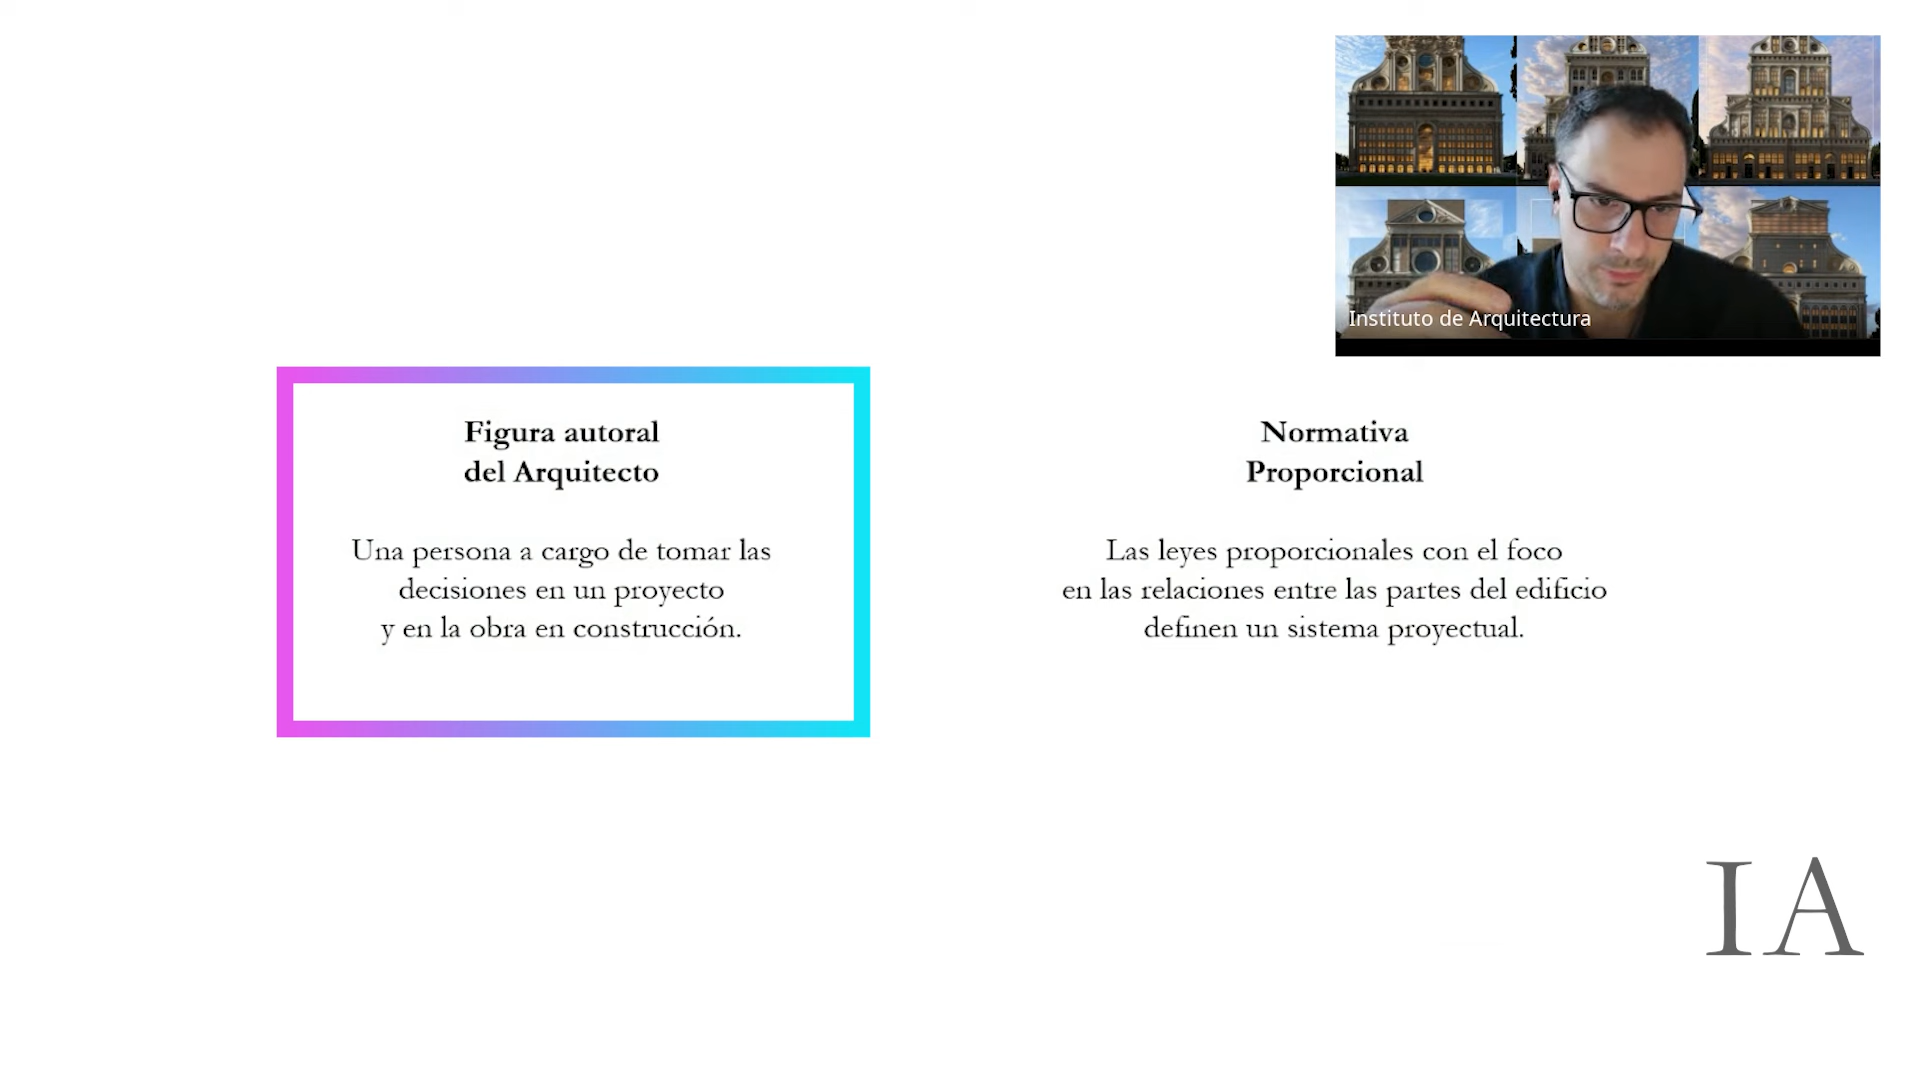 Instituto de Arquitectura
Figura autoral
del Arquitecto
Una persona a cargo de tomar las
decisiones en un proyecto
y en la obra en construcción.
Normativa
Proporcional
Las leyes proporcionales con el foco
en las relaciones entre las partes del edificio
definen un sistema proyectual.
IA